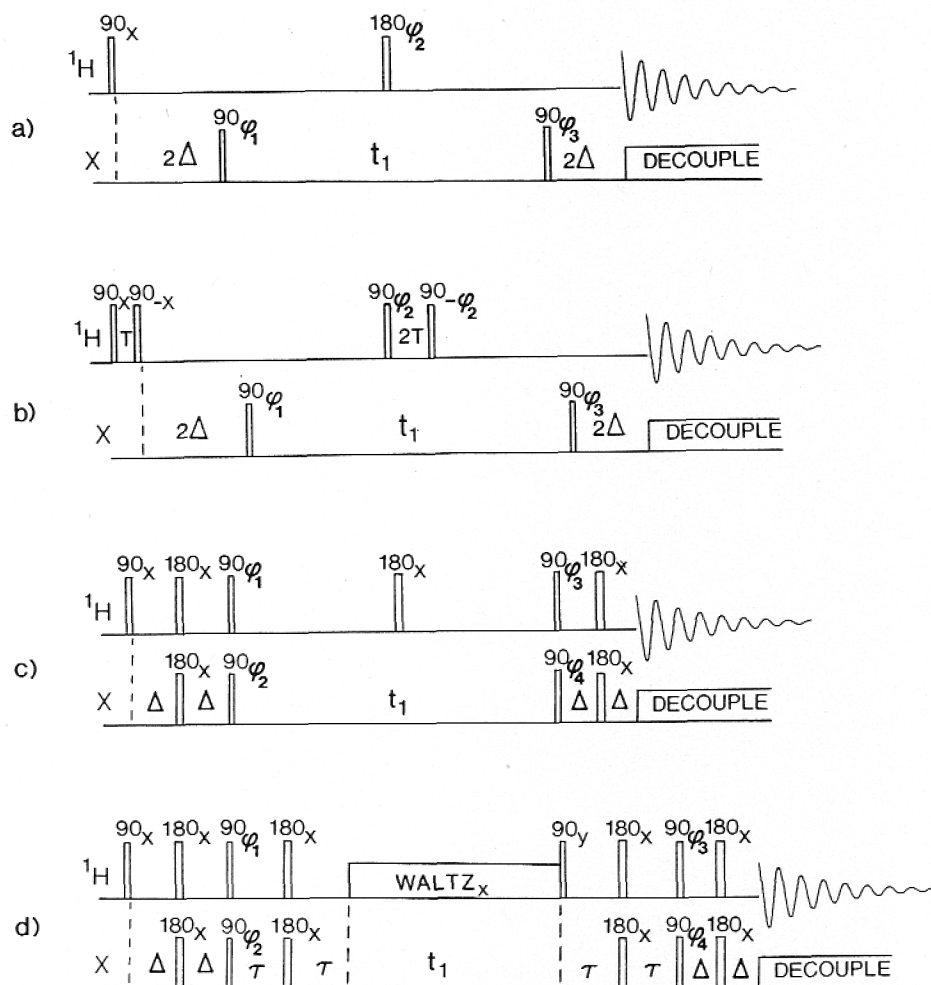 90x 180φ2
¹H
a)
90φ1 90φ3
X 2Δ t1 2Δ DECOUPLE
90x 90-x 90φ2 90-φ2
¹H T 2T
b)
90φ1 90φ3
X 2Δ t1 2Δ DECOUPLE
90x 180x 90φ1 180x 90φ3 180x
¹H
c)
180x 90φ2 90φ4 180x
X Δ Δ t1 Δ Δ DECOUPLE
90x 180x 90φ1 180x 90y 180x 90φ3 180x
¹H WALTZx
d)
180x 90φ2 180x 180x 90φ4 180x
X Δ Δ τ τ t1 τ τ Δ Δ DECOUPLE